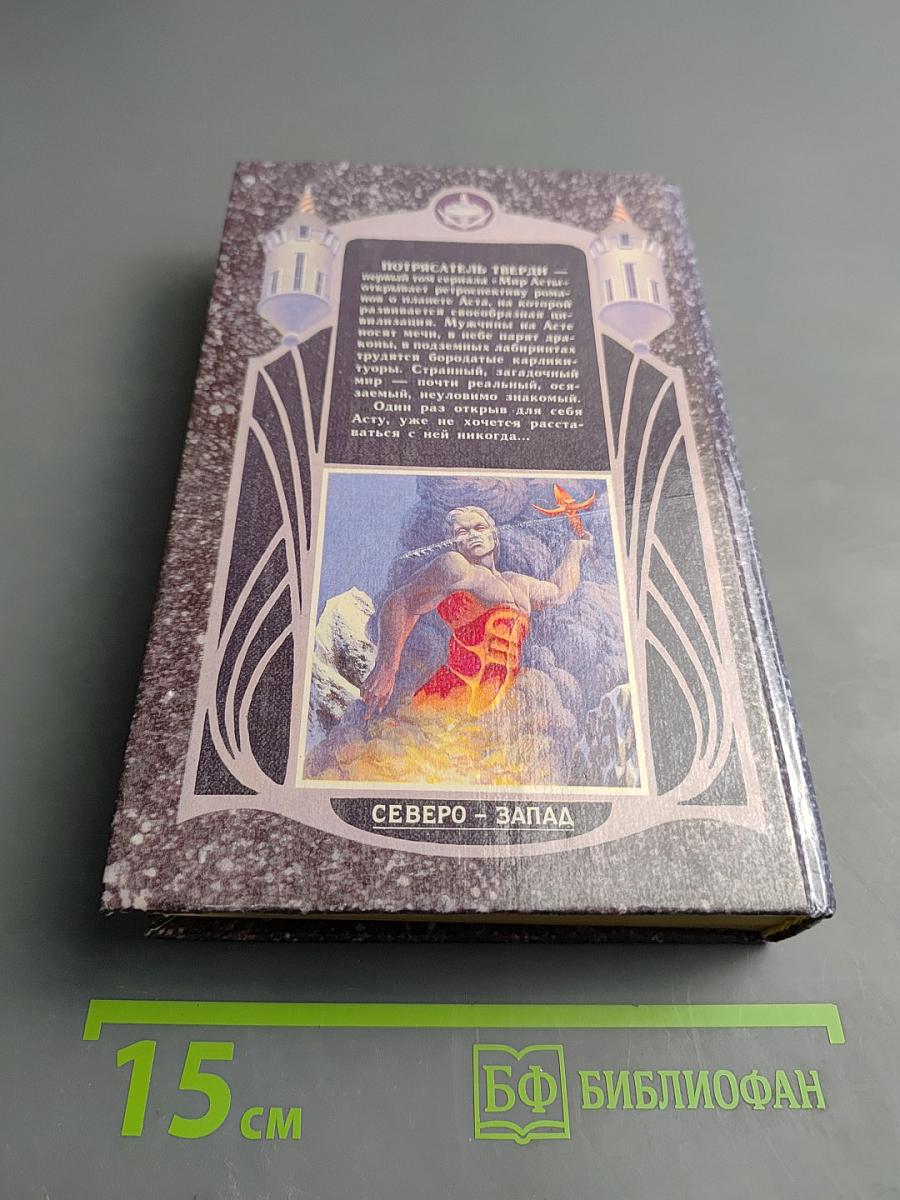 ПОТРЯСАТЕЛЬ ТВЕРДИ —
первый том сериала «Мир Асты»
открывает ретроспективу рома-
нов о планете Аста, на которой
развивается своеобразная ци-
вилизация. Мужчины на Асте
носят мечи, в небе парят дра-
коны, в подземных лабиринтах
трудятся бородатые карлики-
туоры. Странный, загадочный
мир — почти реальный, ося-
заемый, неуловимо знакомый.
Один раз открыв для себя
Асту, уже не хочется расста-
ваться с ней никогда...
СЕВЕРО – ЗАПАД
15 см
БФ БИБЛИОФАН